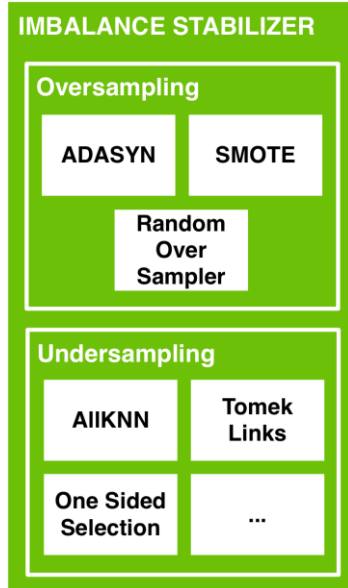 IMBALANCE STABILIZER
Oversampling
ADASYN
SMOTE
Random
Over
Sampler
Undersampling
AllKNN
Tomek
Links
One Sided
Selection
...